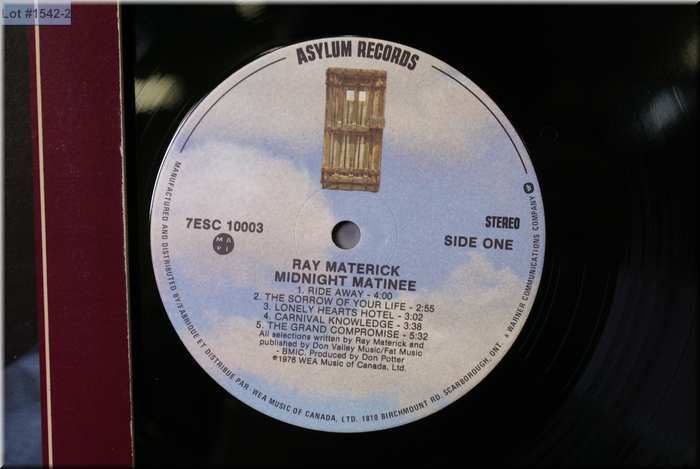 Lot #1542-2
ASYLUM RECORDS
7ESC 10003
MA
PI
STEREO
SIDE ONE
RAY MATERICK
MIDNIGHT MATINEE
1. RIDE AWAY - 4:00
2. THE SORROW OF YOUR LIFE - 2:55
3. LONELY HEARTS HOTEL - 3:02
4. CARNIVAL KNOWLEDGE - 3:38
5. THE GRAND COMPROMISE - 5:32
All selections written by Ray Materick and
published by Don Valley Music/Fat Music
- BMIC. Produced by Don Potter
℗1976 WEA Music of Canada, Ltd.
MANUFACTURED AND DISTRIBUTED BY/FABRIQUÉ ET DISTRIBUE PAR: WEA MUSIC OF CANADA, LTD. 1810 BIRCHMOUNT RD. SCARBOROUGH, ONT. A WARNER COMMUNICATIONS COMPANY